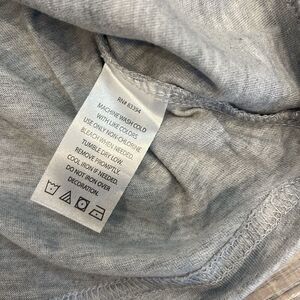 RN# 83394
MACHINE WASH COLD
WITH LIKE COLORS
USE ONLY NON-CHLORINE
BLEACH WHEN NEEDED.
TUMBLE DRY LOW.
REMOVE PROMPTLY.
COOL IRON IF NEEDED.
DO NOT IRON OVER
DECORATION.